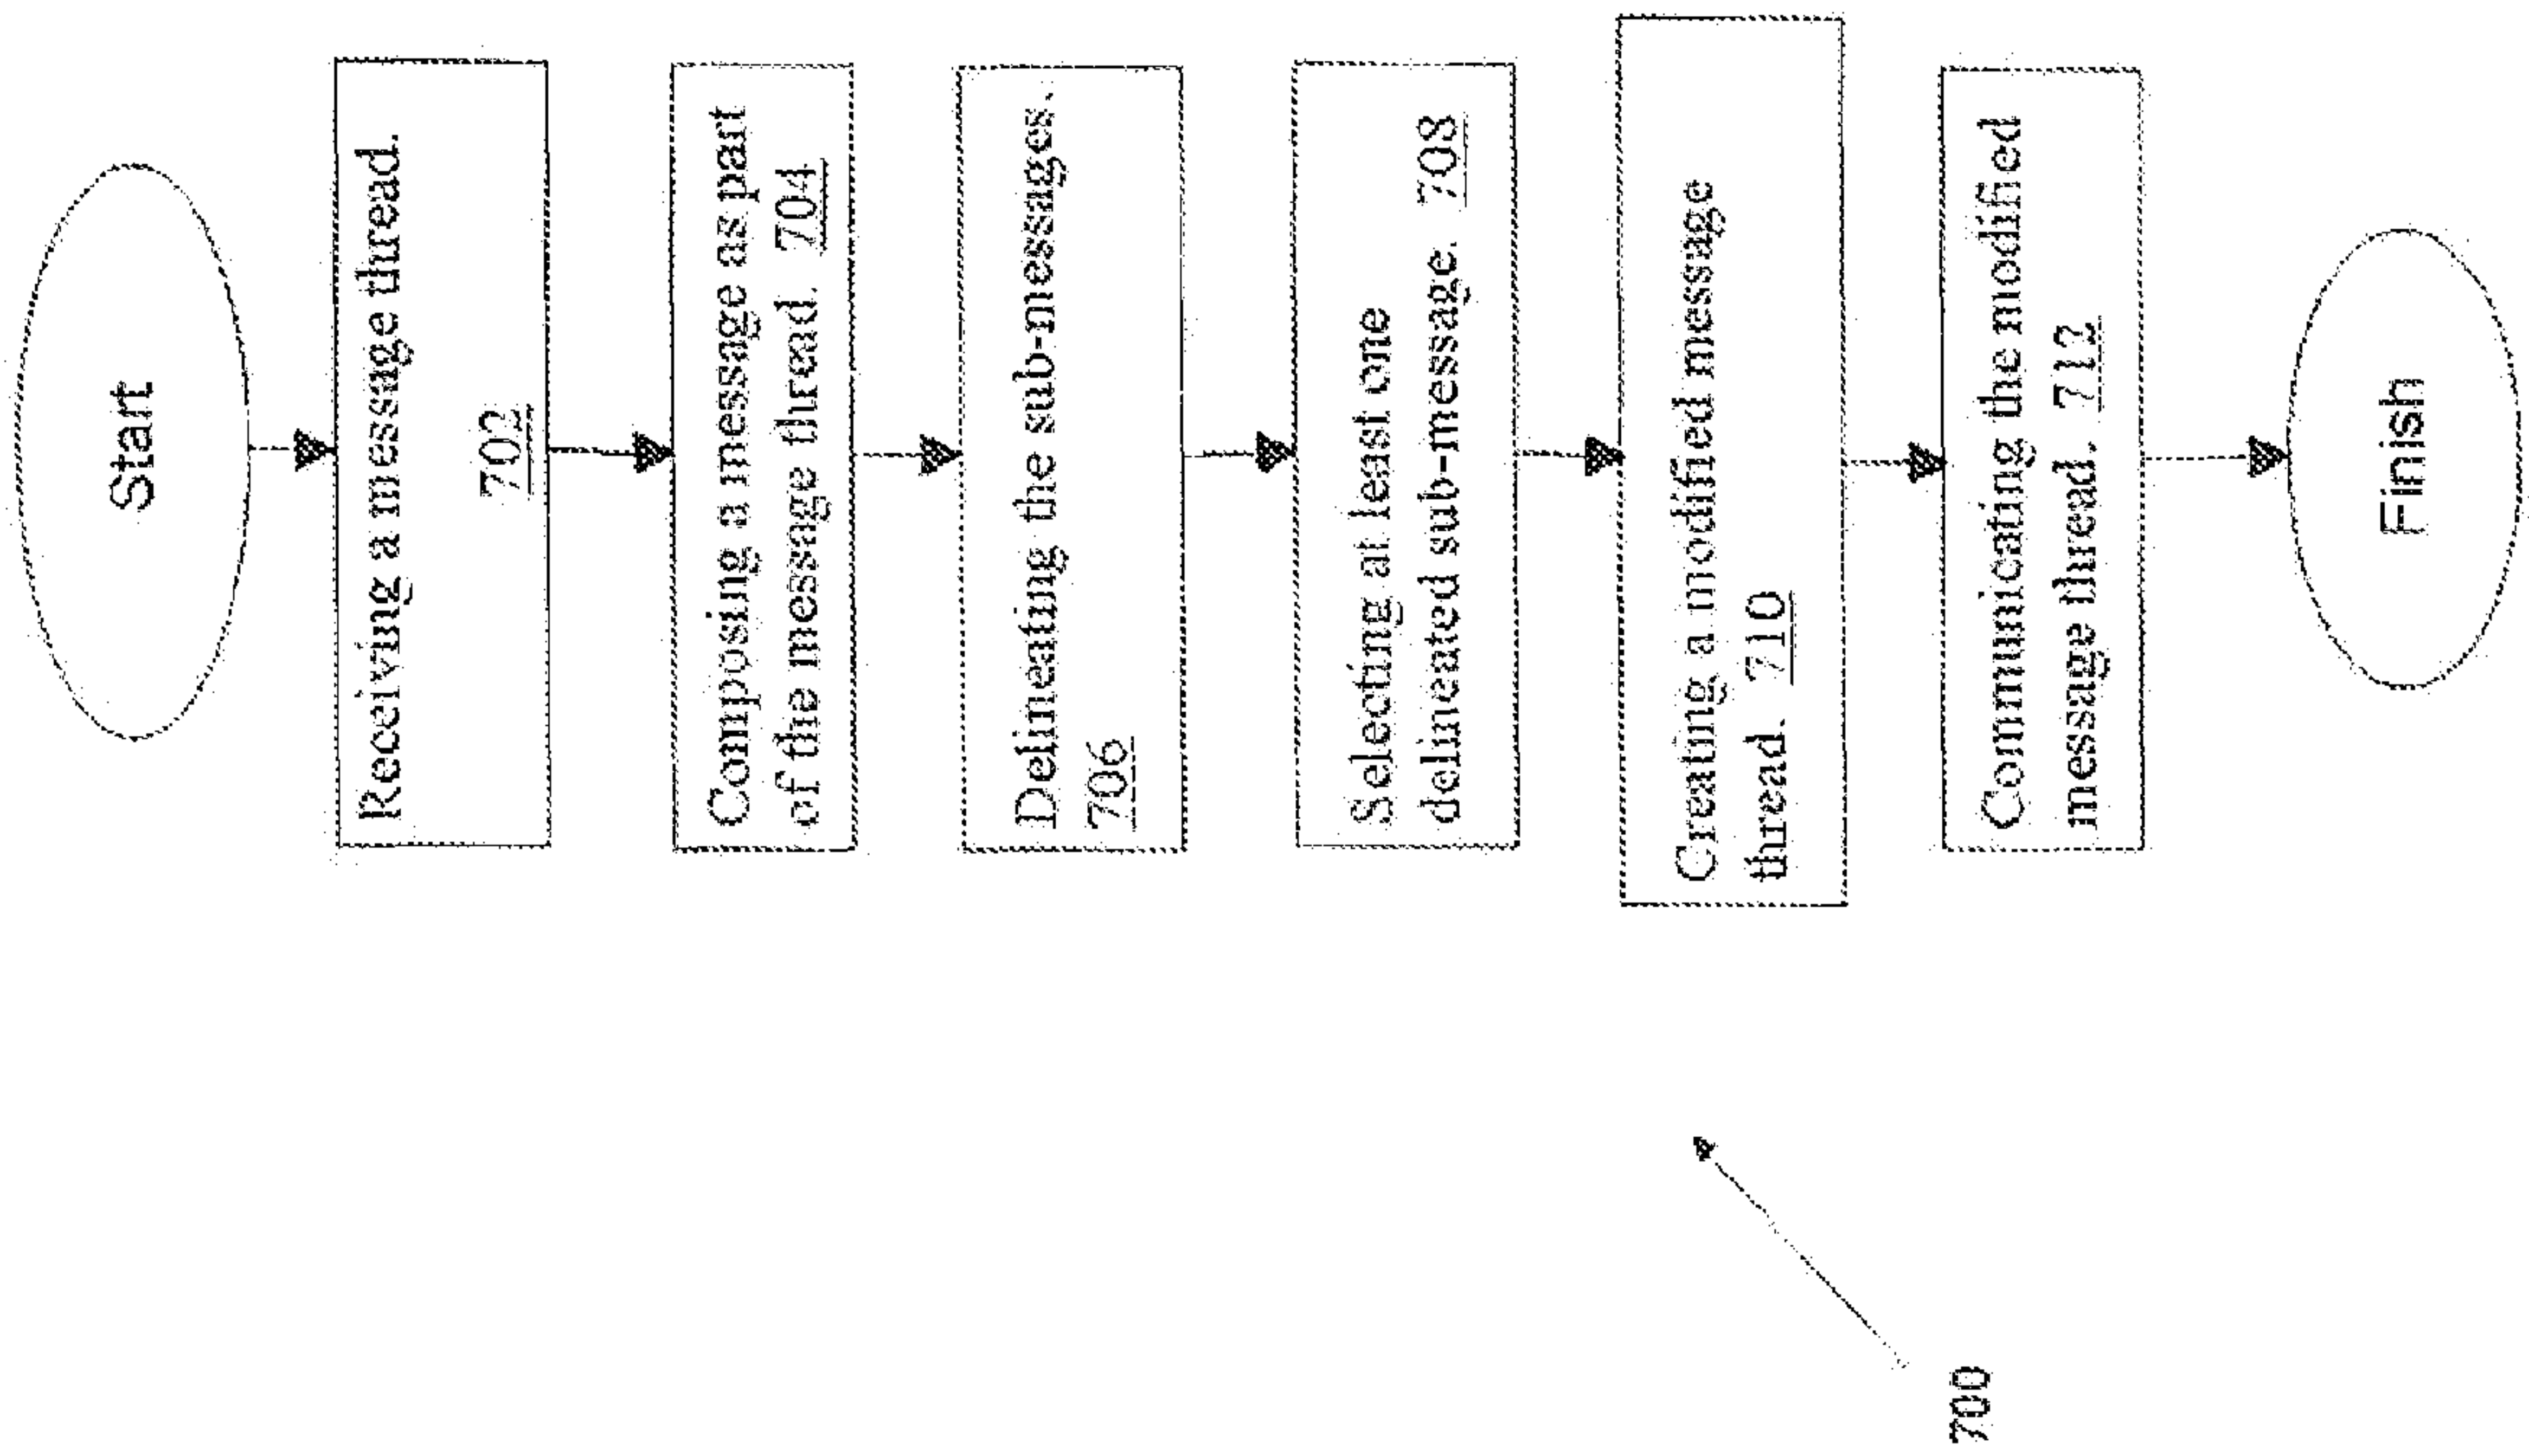 Start
Receiving a message thread.
702
Composing a message as part
of the message thread. 704
Delineating the sub-messages.
706
Selecting at least one
delineated sub-message. 708
Creating a modified message
thread. 710
Communicating the modified
message thread. 712
Finish
700